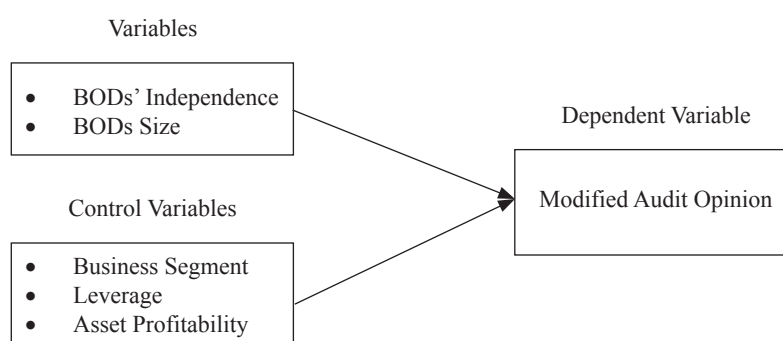 Variables
• BODs’ Independence
• BODs Size
Dependent Variable
Modified Audit Opinion
Control Variables
• Business Segment
• Leverage
• Asset Profitability